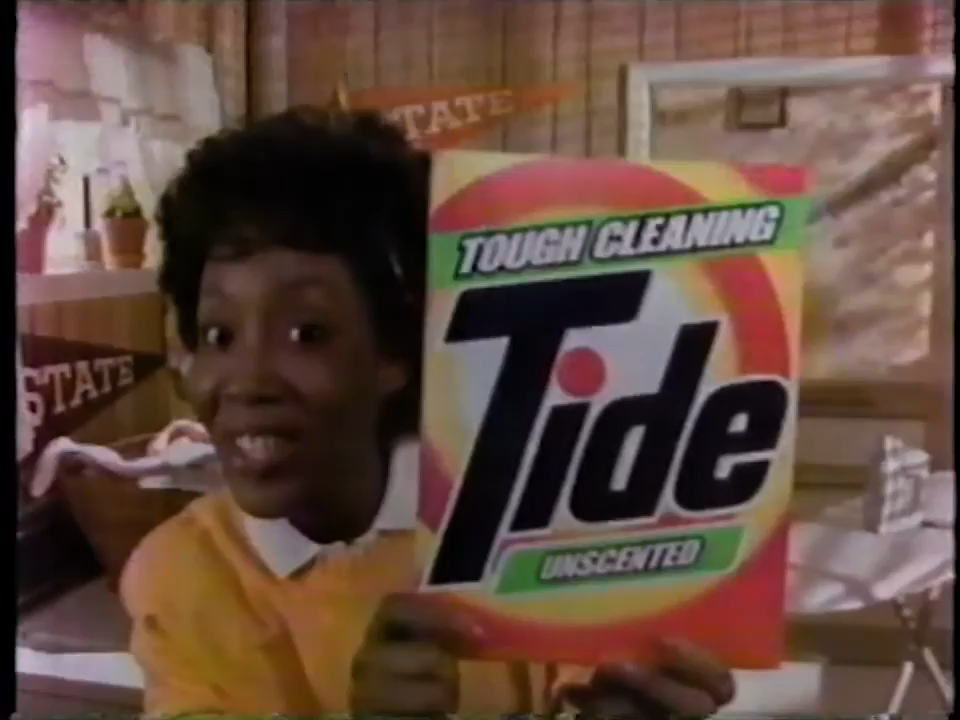 STATE
TOUGH CLEANING
Tide
UNSCENTED
STATE